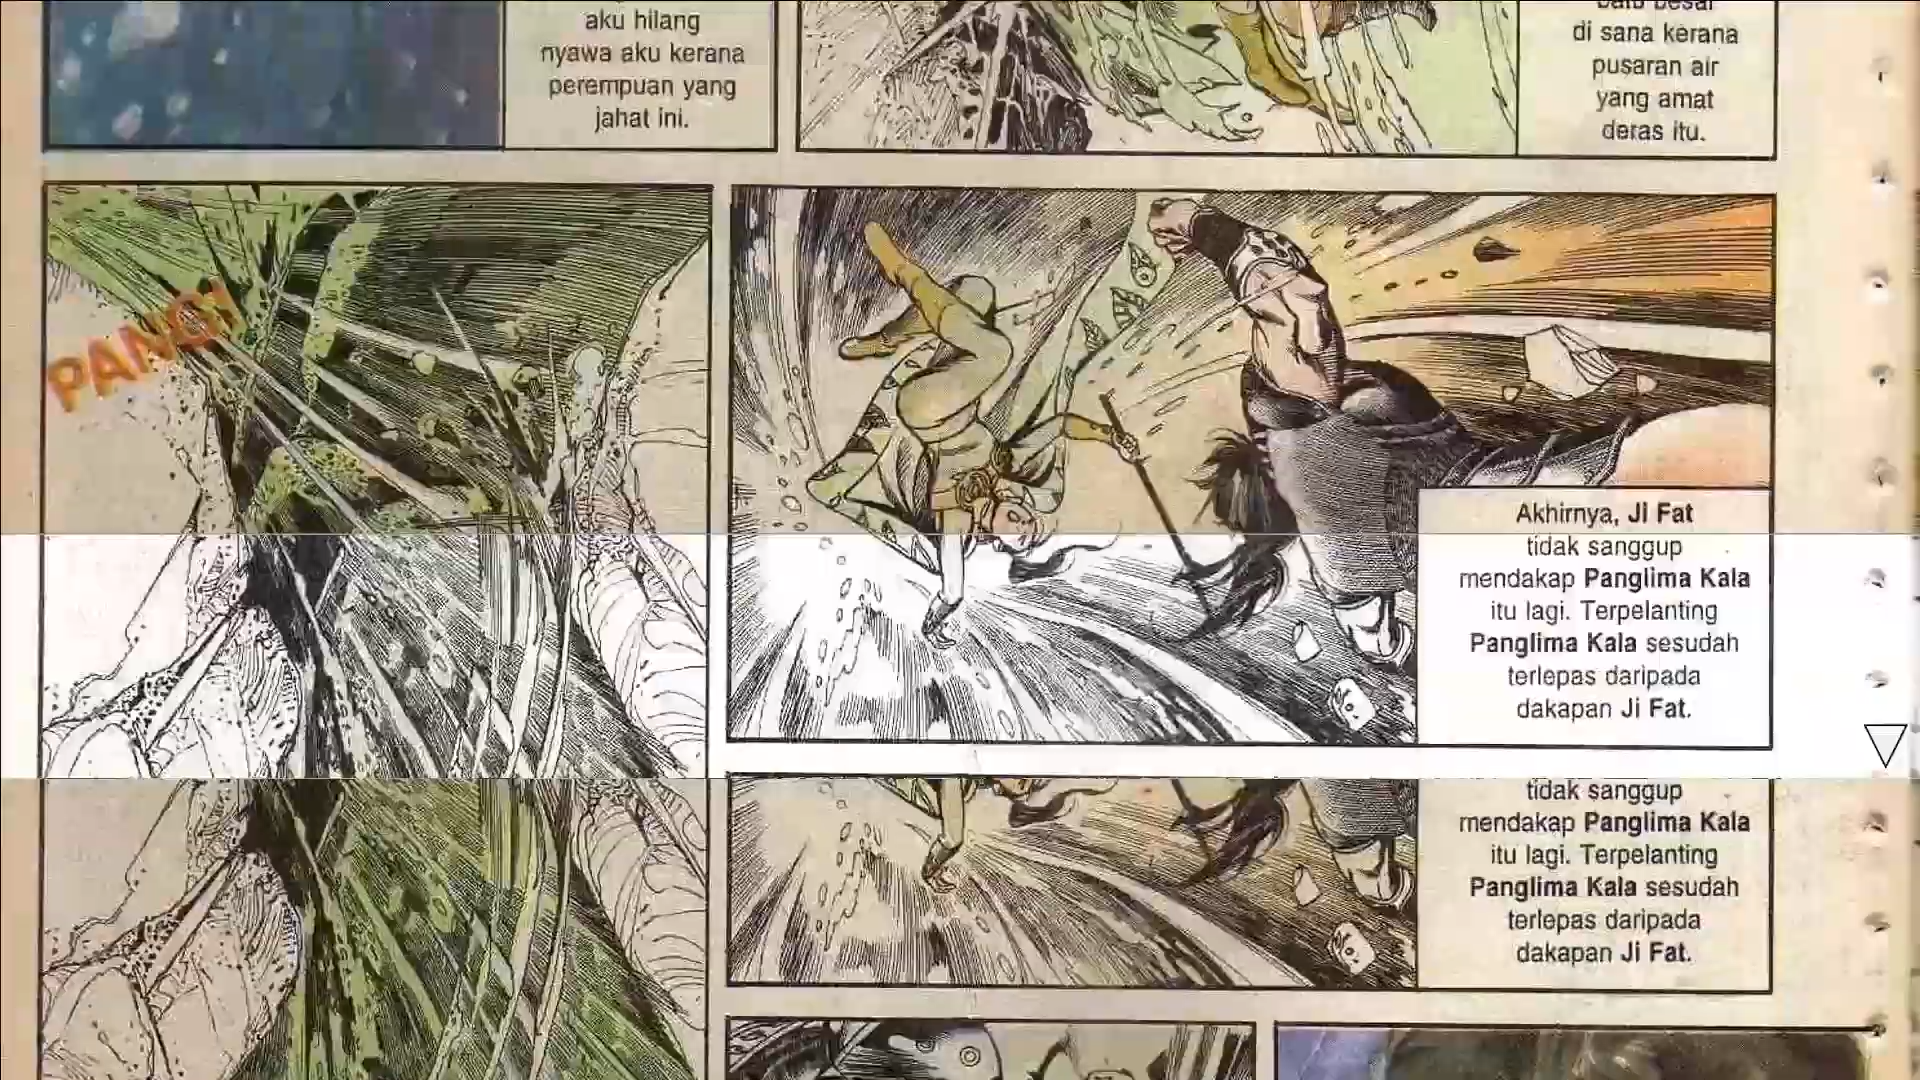 aku hilang
nyawa aku kerana
perempuan yang
jahat ini.
batu besar
di sana kerana
pusaran air
yang amat
deras itu.
PANG!
Akhirnya, Ji Fat
tidak sanggup
mendakap Panglima Kala
itu lagi. Terpelanting
Panglima Kala sesudah
terlepas daripada
dakapan Ji Fat.
tidak sanggup
mendakap Panglima Kala
itu lagi. Terpelanting
Panglima Kala sesudah
terlepas daripada
dakapan Ji Fat.